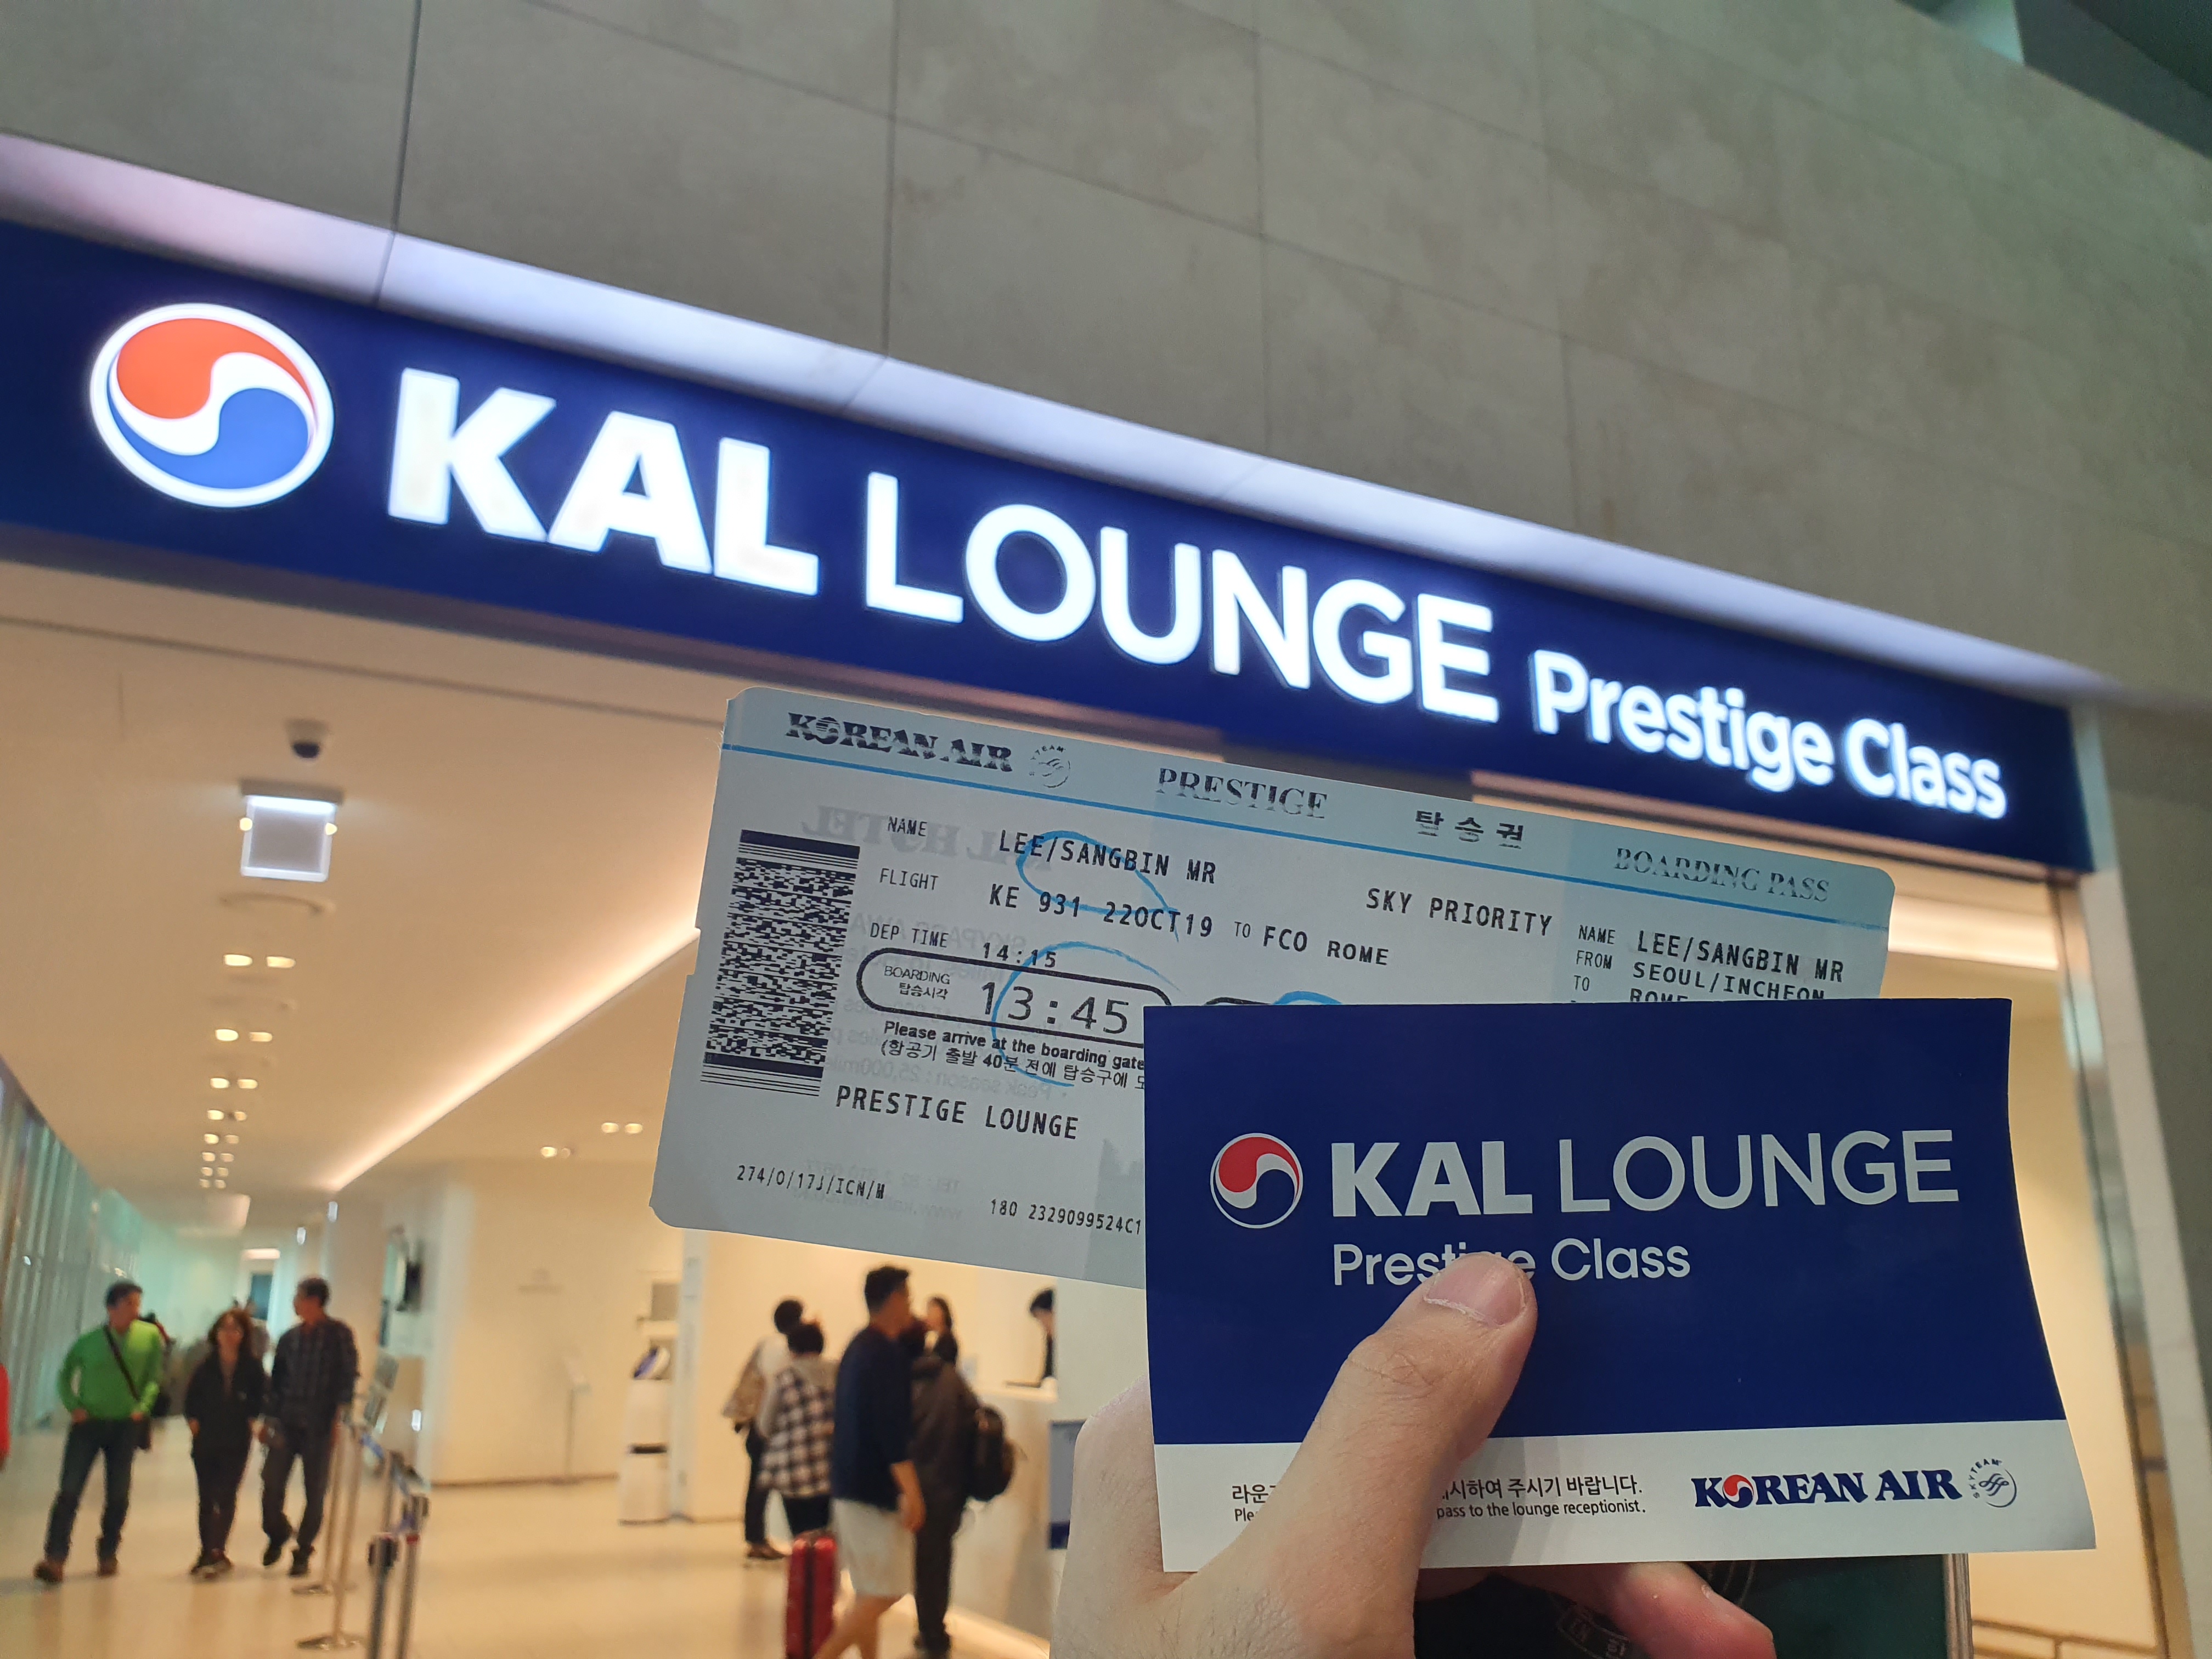 KAL LOUNGE Prestige Class
KOREAN AIR
PRESTIGE
탑승권
BOARDING PASS
NAME LEE/SANGBIN MR
FLIGHT KE 931 22OCT19 TO FCO ROME
SKY PRIORITY
DEP TIME 14:15
BOARDING
탑승시각
13:45
Please arrive at the boarding gate
(항공기 출발 40분 전에 탑승구에
PRESTIGE LOUNGE
274/0/17J/ICN/M
180 2329099524C1
NAME LEE/SANGBIN MR
FROM SEOUL/INCHEON
TO ROME
KAL LOUNGE
Prestige Class
시하여 주시기 바랍니다.
pass to the lounge receptionist.
KOREAN AIR
SKYTEAM